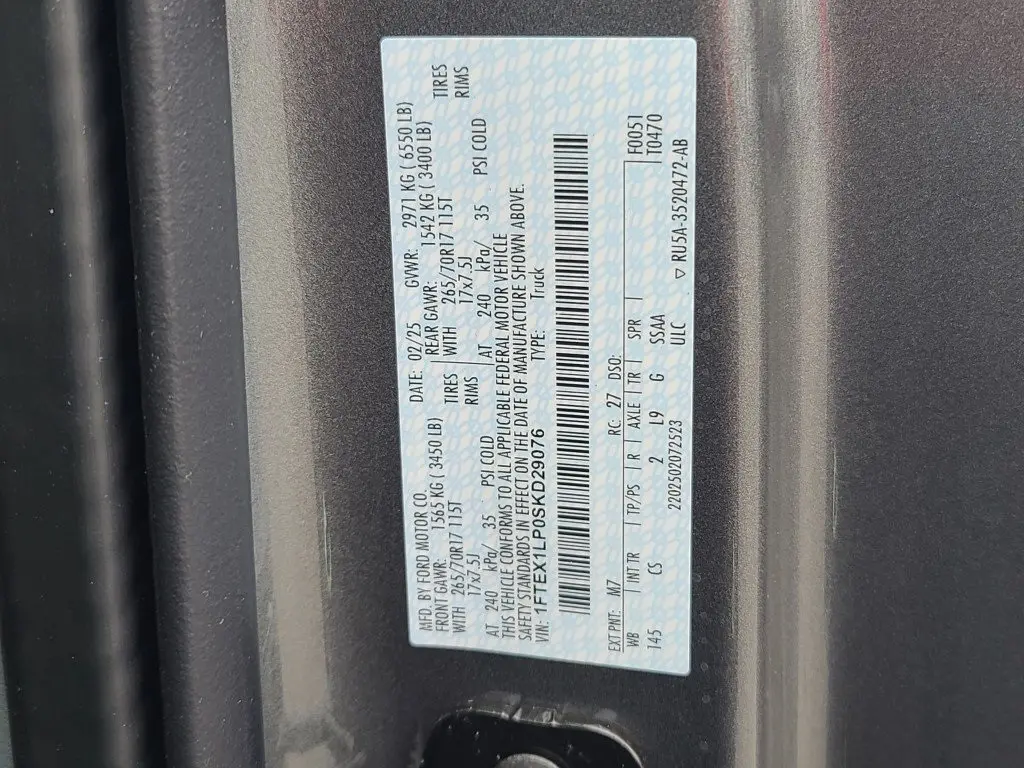 MFD. BY FORD MOTOR CO.
DATE: 02/25 GVWR: 2971 KG ( 6550 LB)
FRONT GAWR: 1565 KG ( 3450 LB) REAR GAWR: 1542 KG ( 3400 LB)
WITH 265/70R17 115T TIRES WITH 265/70R17 115T TIRES
17x7.5J RIMS 17x7.5J RIMS
AT 240 kPa/ 35 PSI COLD AT 240 kPa/ 35 PSI COLD
THIS VEHICLE CONFORMS TO ALL APPLICABLE FEDERAL MOTOR VEHICLE
SAFETY STANDARDS IN EFFECT ON THE DATE OF MANUFACTURE SHOWN ABOVE.
VIN: 1FTEX1LP0SKD29076 TYPE: Truck
EXT PNT: M7 RC: 27 DSO:
WB INT TR TP/PS R AXLE TR SPR F0051
145 CS 2 L9 G SSAA T0470
2202502072523 ULC ▽ RU5A-3520472-AB